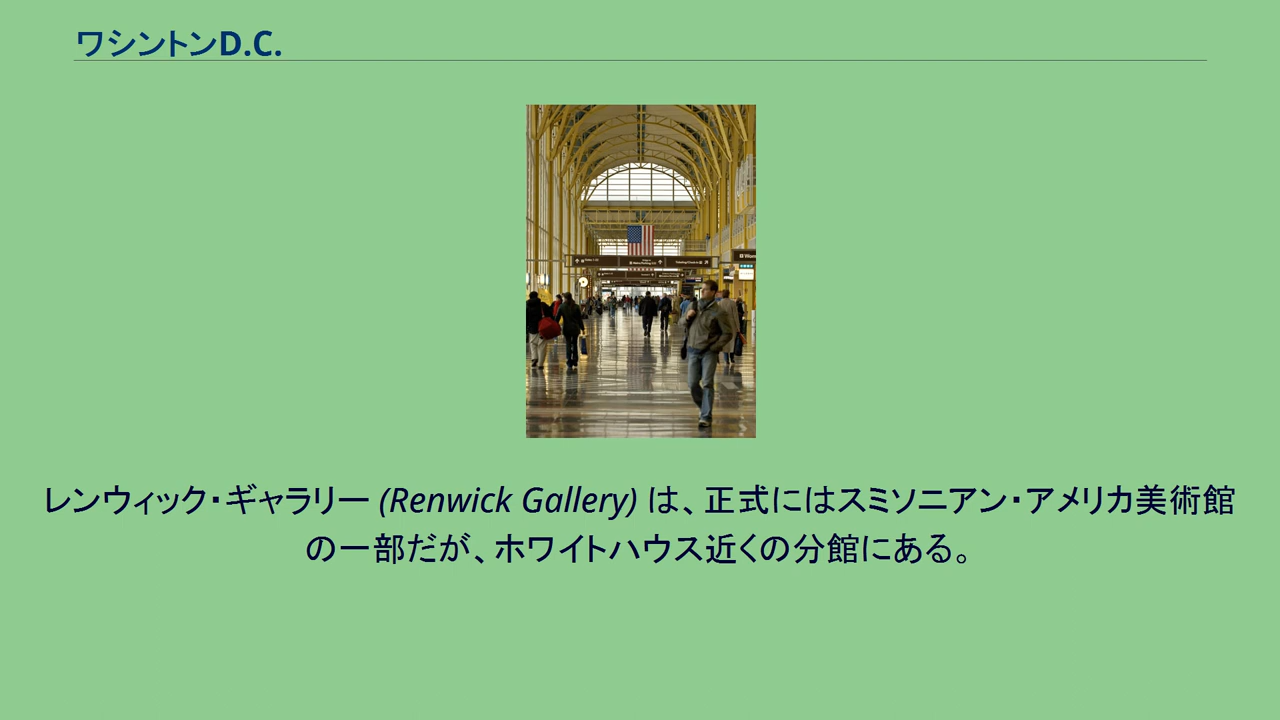 ワシントンD.C.
レンウィック・ギャラリー (Renwick Gallery) は、正式にはスミソニアン・アメリカ美術館
の一部だが、ホワイトハウス近くの分館にある。